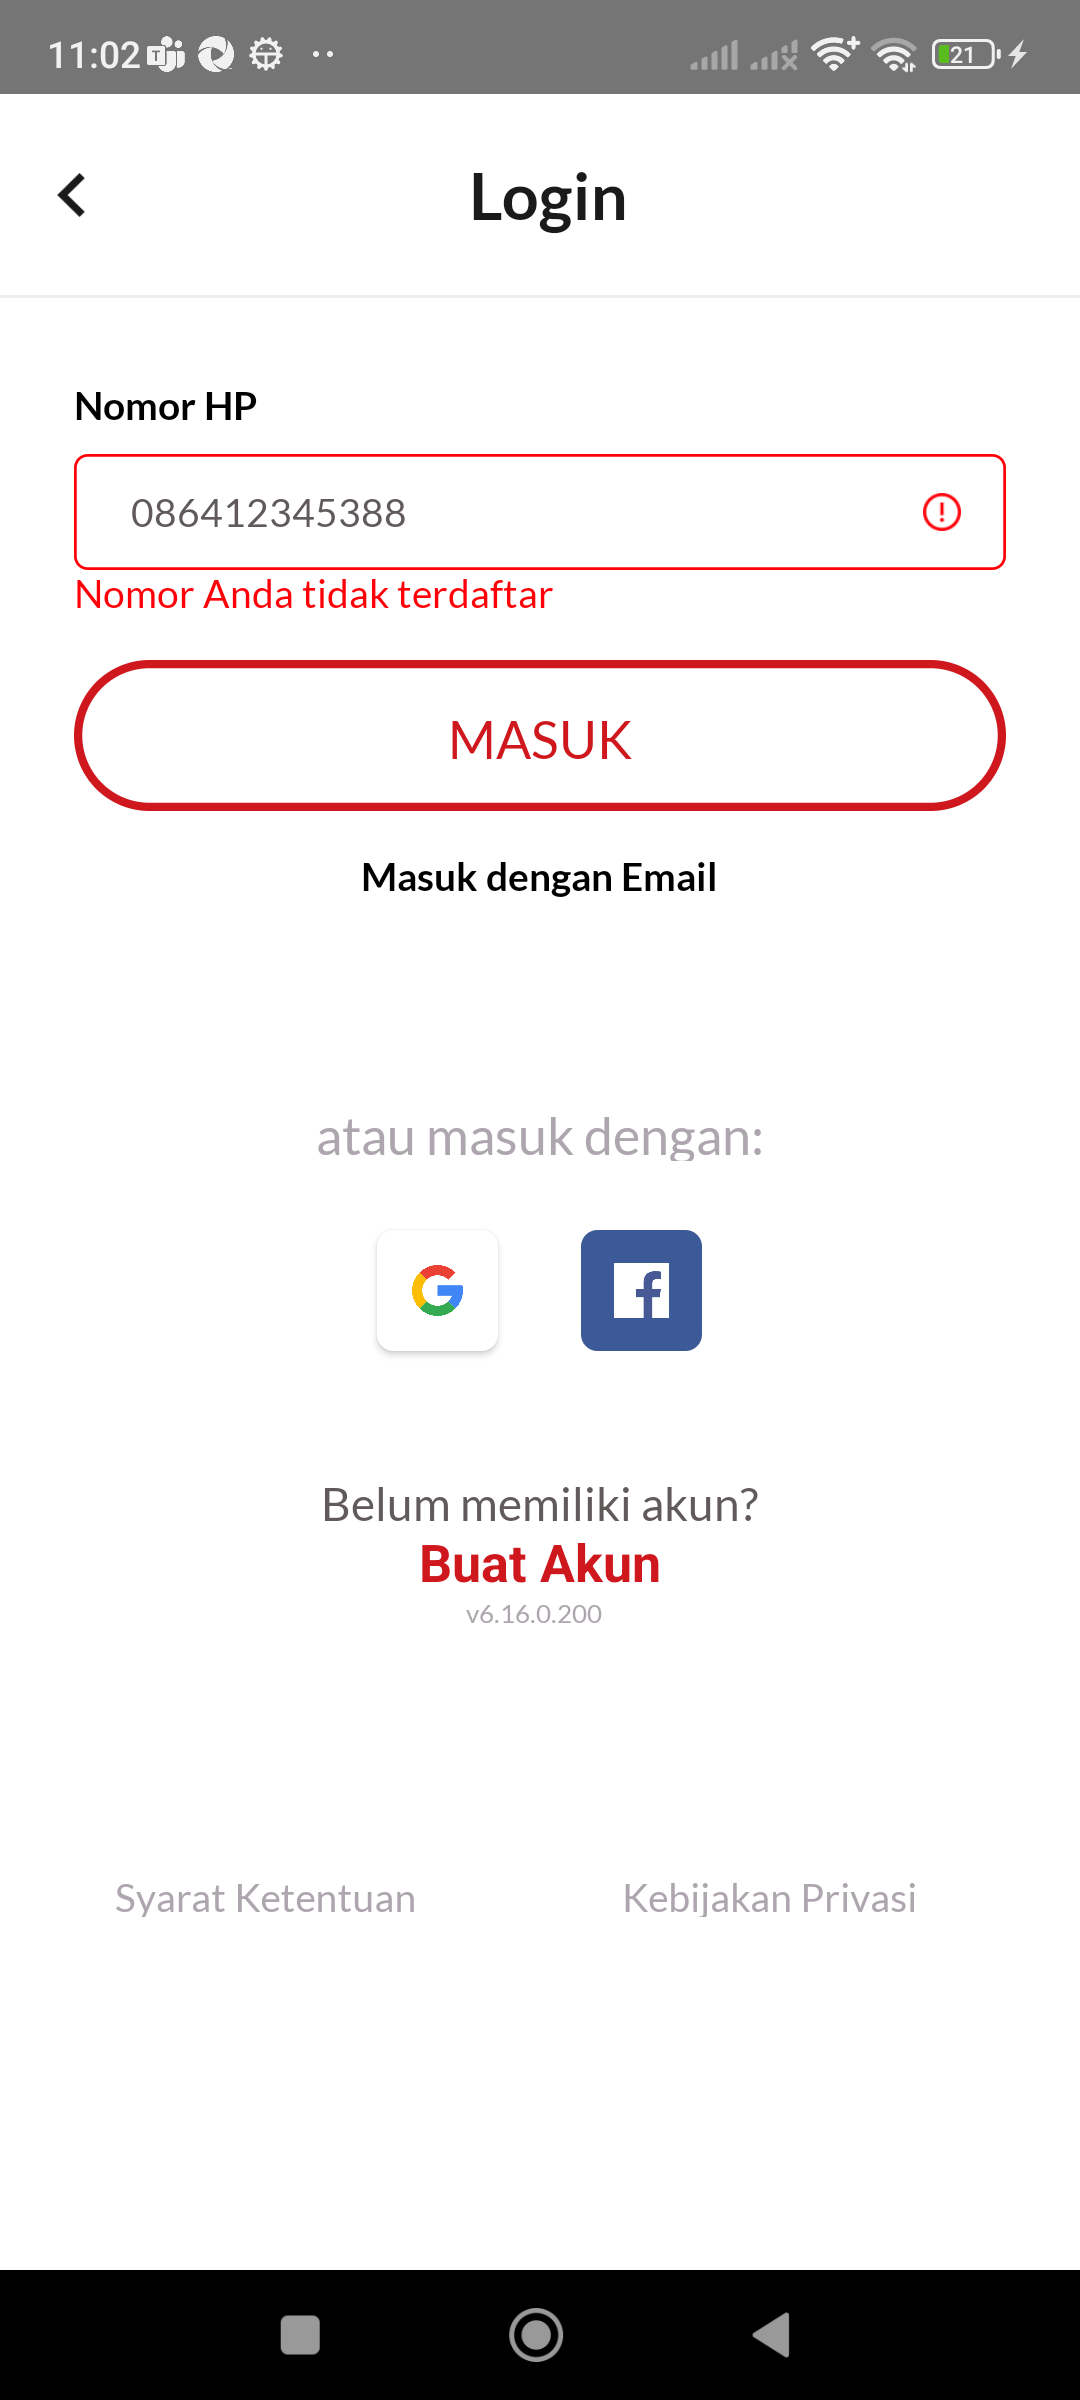 11:02
21
Login
Nomor HP
086412345388
Nomor Anda tidak terdaftar
MASUK
Masuk dengan Email
atau masuk dengan:
Belum memiliki akun?
Buat Akun
v6.16.0.200
Syarat Ketentuan Kebijakan Privasi